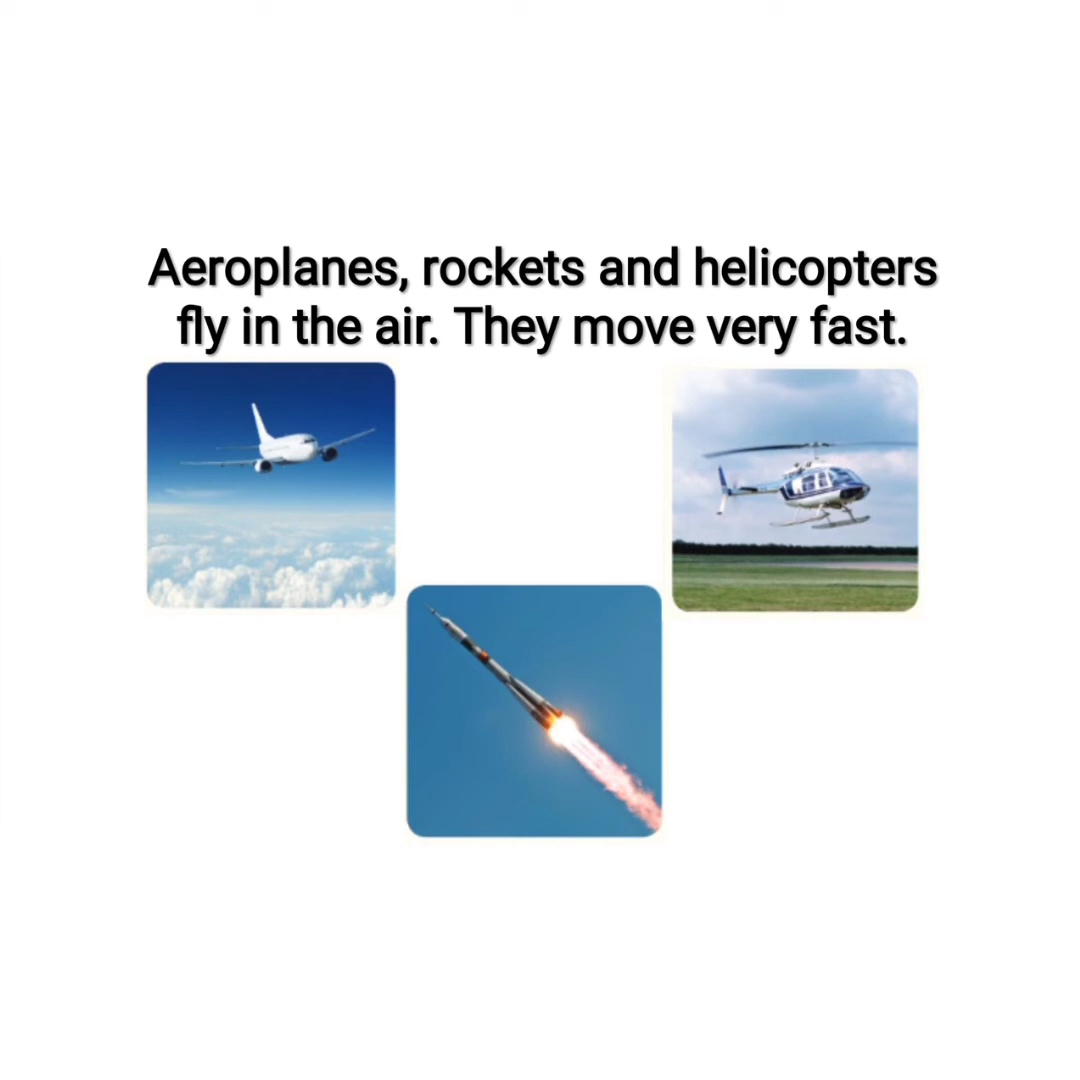 Aeroplanes, rockets and helicopters
fly in the air. They move very fast.